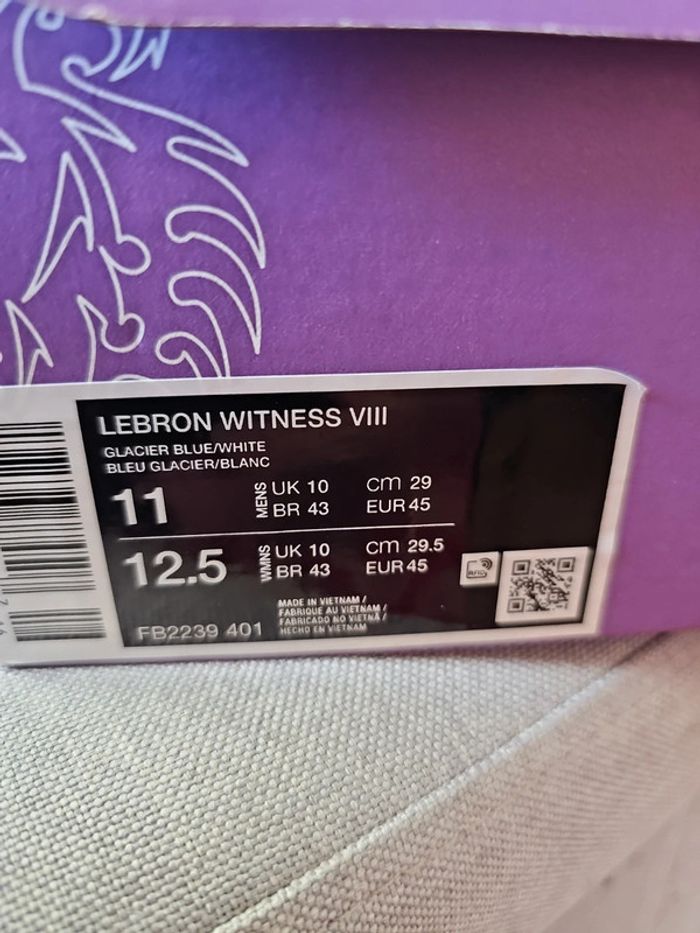 LEBRON WITNESS VIII
GLACIER BLUE/WHITE
BLEU GLACIER/BLANC
11
MENS
UK 10
cm 29
BR 43
EUR 45
12.5
WMNS
UK 10
cm 29.5
BR 43
EUR 45
RFID
MADE IN VIETNAM /
FABRIQUE AU VIETNAM /
FABRICADO NO VIETNÃ /
HECHO EN VIETNAM
FB2239 401